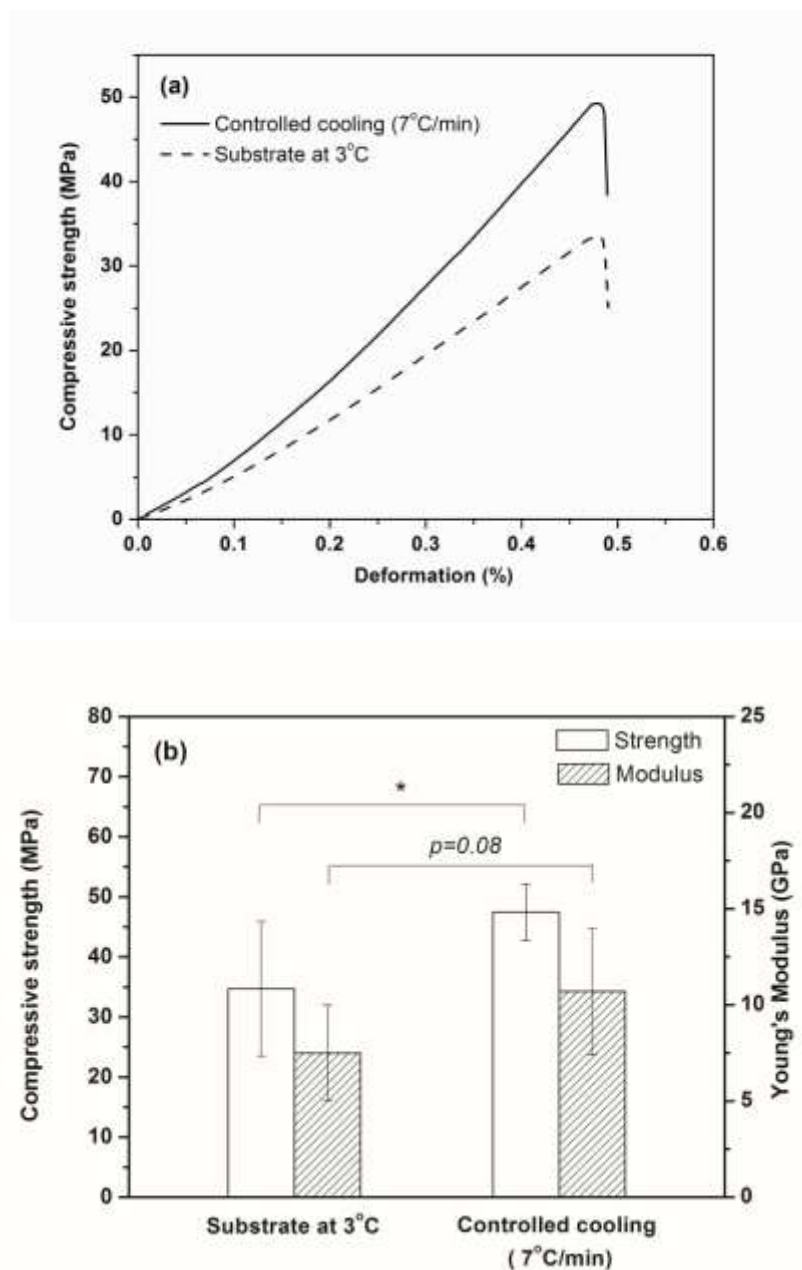 (a)
Controlled cooling (7°C/min)
Substrate at 3°C
50
40
30
20
10
0
Compressive strength (MPa)
0.0 0.1 0.2 0.3 0.4 0.5 0.6
Deformation (%)
(b)
Strength
Modulus
*
p=0.08
80
70
60
50
40
30
20
10
0
Compressive strength (MPa)
25
20
15
10
5
0
Young's Modulus (GPa)
Substrate at 3°C
Controlled cooling
( 7°C/min)